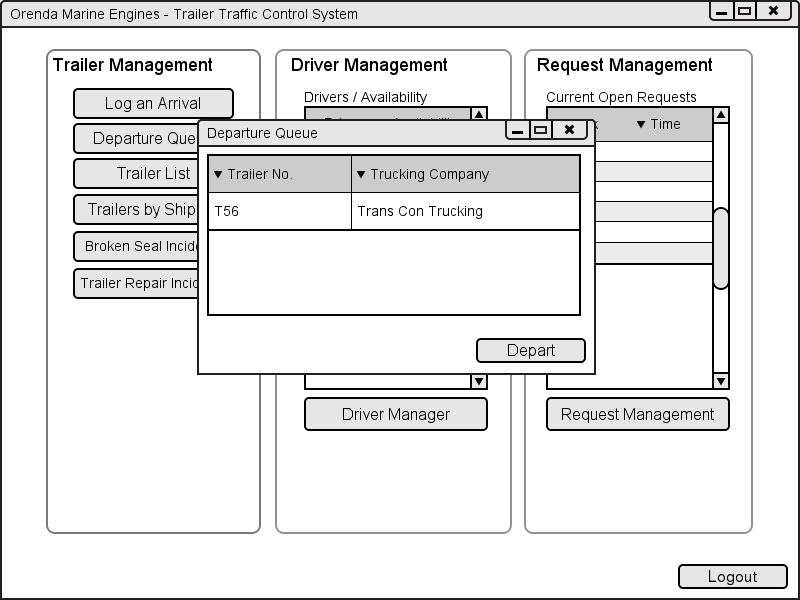 Orenda Marine Engines - Trailer Traffic Control System
Trailer Management
Log an Arrival
Departure Que
Trailer List
Trailers by Ship
Broken Seal Incid
Trailer Repair Inci
Driver Management
Drivers / Availability
Departure Queue
Trailer No.
Trucking Company
T56
Trans Con Trucking
Depart
Driver Manager
Request Management
Current Open Requests
Time
Request Management
Logout